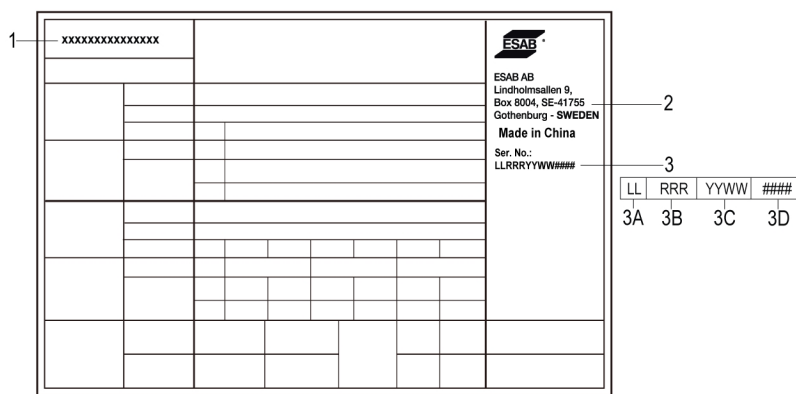 1
XXXXXXXXXXXXXXX
ESAB
ESAB AB
Lindholmsallen 9,
Box 8004, SE-41755
Gothenburg - SWEDEN
2
Made in China
Ser. No.:
LLRRRYYWW####
3
LL RRR YYWW ####
3A 3B 3C 3D